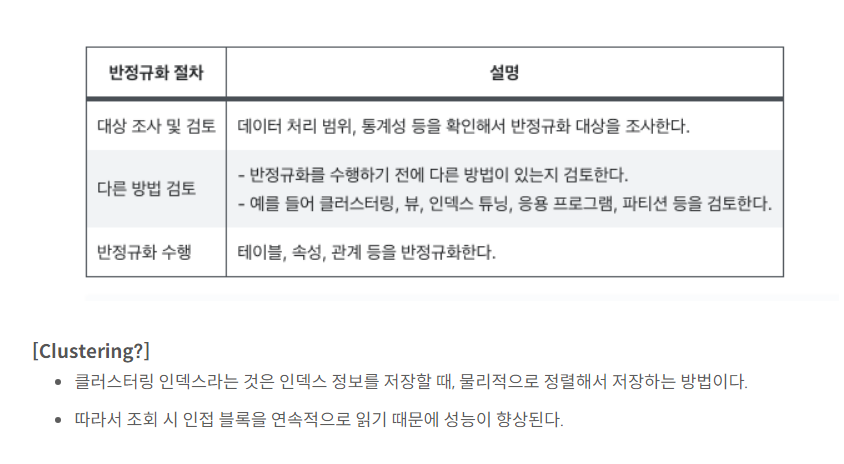 반정규화 절차 설명
대상 조사 및 검토 데이터 처리 범위, 통계성 등을 확인해서 반정규화 대상을 조사한다.
다른 방법 검토
- 반정규화를 수행하기 전에 다른 방법이 있는지 검토한다.
- 예를 들어 클러스터링, 뷰, 인덱스 튜닝, 응용 프로그램, 파티션 등을 검토한다.
반정규화 수행 테이블, 속성, 관계 등을 반정규화한다.
[Clustering?]
• 클러스터링 인덱스라는 것은 인덱스 정보를 저장할 때, 물리적으로 정렬해서 저장하는 방법이다.
• 따라서 조회 시 인접 블록을 연속적으로 읽기 때문에 성능이 향상된다.